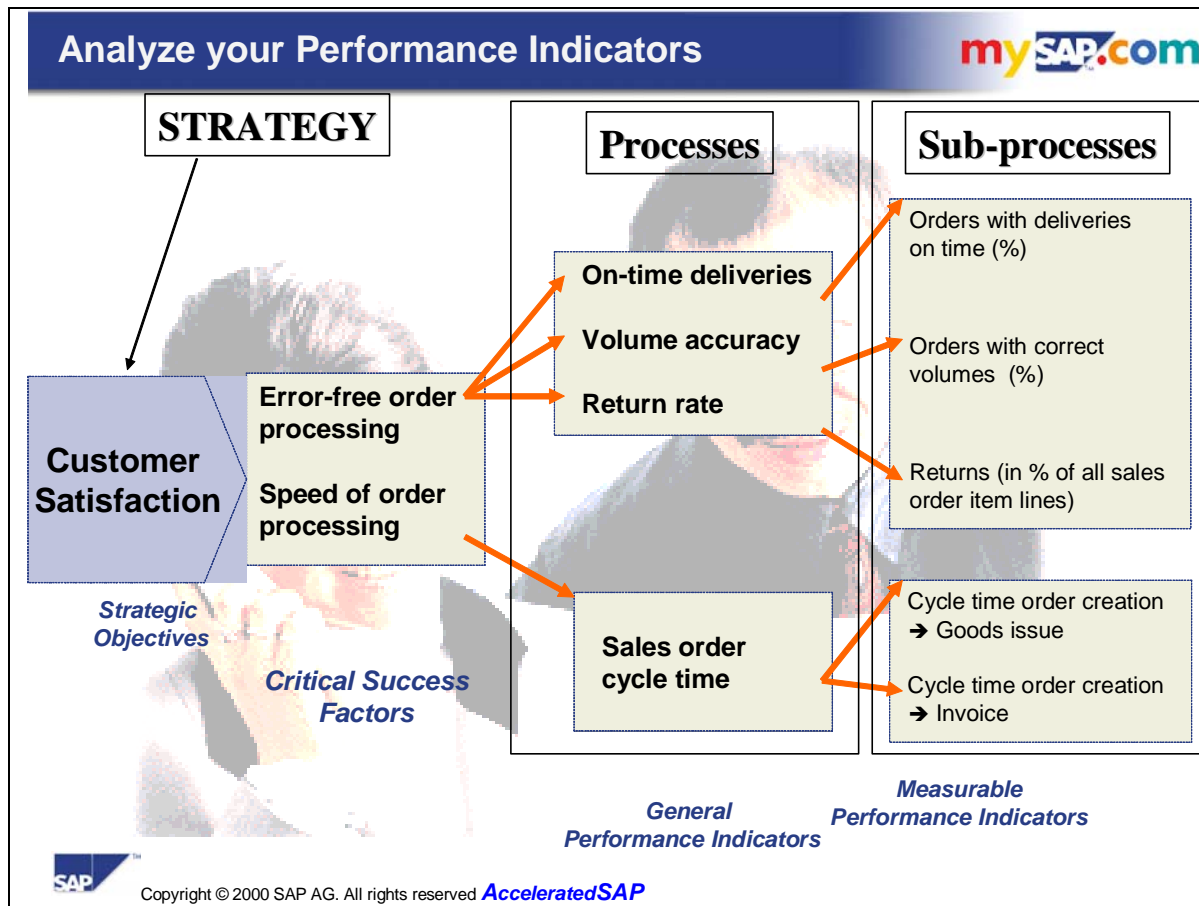 Analyze your Performance Indicators
mySAP.com
STRATEGY
Processes
Sub-processes
Customer
Satisfaction
Error-free order
processing
Speed of order
processing
On-time deliveries
Volume accuracy
Return rate
Sales order
cycle time
Orders with deliveries
on time (%)
Orders with correct
volumes (%)
Returns (in % of all sales
order item lines)
Cycle time order creation
➔ Goods issue
Cycle time order creation
➔ Invoice
Strategic
Objectives
Critical Success
Factors
General
Performance Indicators
Measurable
Performance Indicators
SAP™
Copyright © 2000 SAP AG. All rights reserved AcceleratedSAP